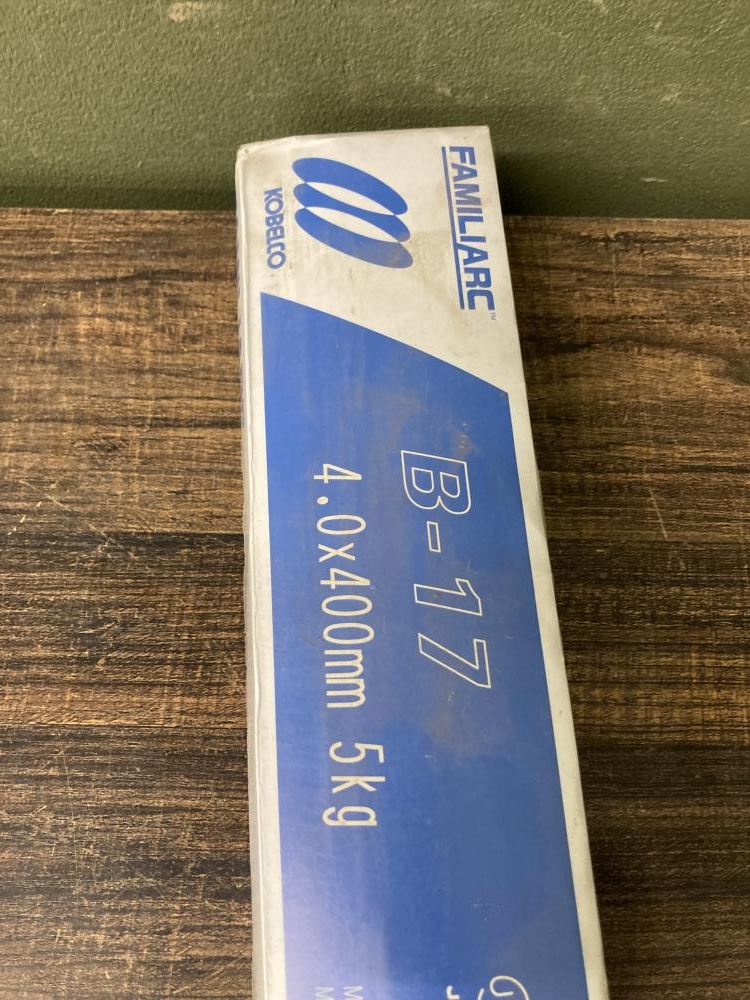 FAMILIARC™
KOBELCO
B-17
4.0x400mm 5kg